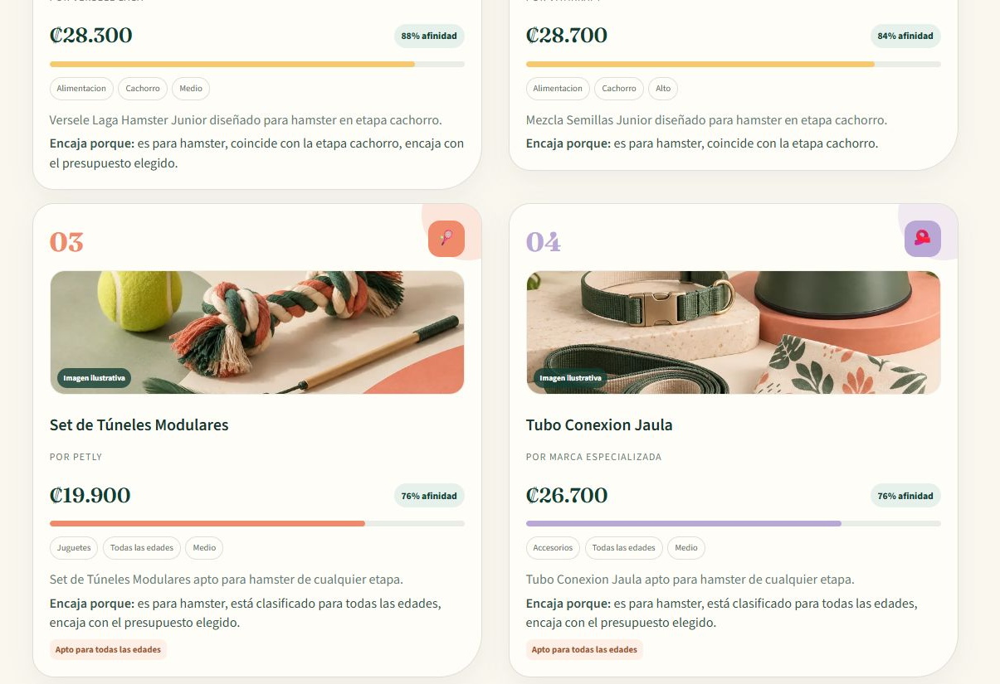 ₡28.300
88% afinidad
Alimentacion
Cachorro
Medio
Versele Laga Hamster Junior diseñado para hamster en etapa cachorro.
Encaja porque: es para hamster, coincide con la etapa cachorro, encaja con
el presupuesto elegido.
₡28.700
84% afinidad
Alimentacion
Cachorro
Alto
Mezcla Semillas Junior diseñado para hamster en etapa cachorro.
Encaja porque: es para hamster, coincide con la etapa cachorro.
03
Imagen ilustrativa
Set de Túneles Modulares
POR PETLY
₡19.900
76% afinidad
Juguetes
Todas las edades
Medio
Set de Túneles Modulares apto para hamster de cualquier etapa.
Encaja porque: es para hamster, está clasificado para todas las edades,
encaja con el presupuesto elegido.
Apto para todas las edades
04
Imagen ilustrativa
Tubo Conexion Jaula
POR MARCA ESPECIALIZADA
₡26.700
76% afinidad
Accesorios
Todas las edades
Medio
Tubo Conexion Jaula apto para hamster de cualquier etapa.
Encaja porque: es para hamster, está clasificado para todas las edades,
encaja con el presupuesto elegido.
Apto para todas las edades